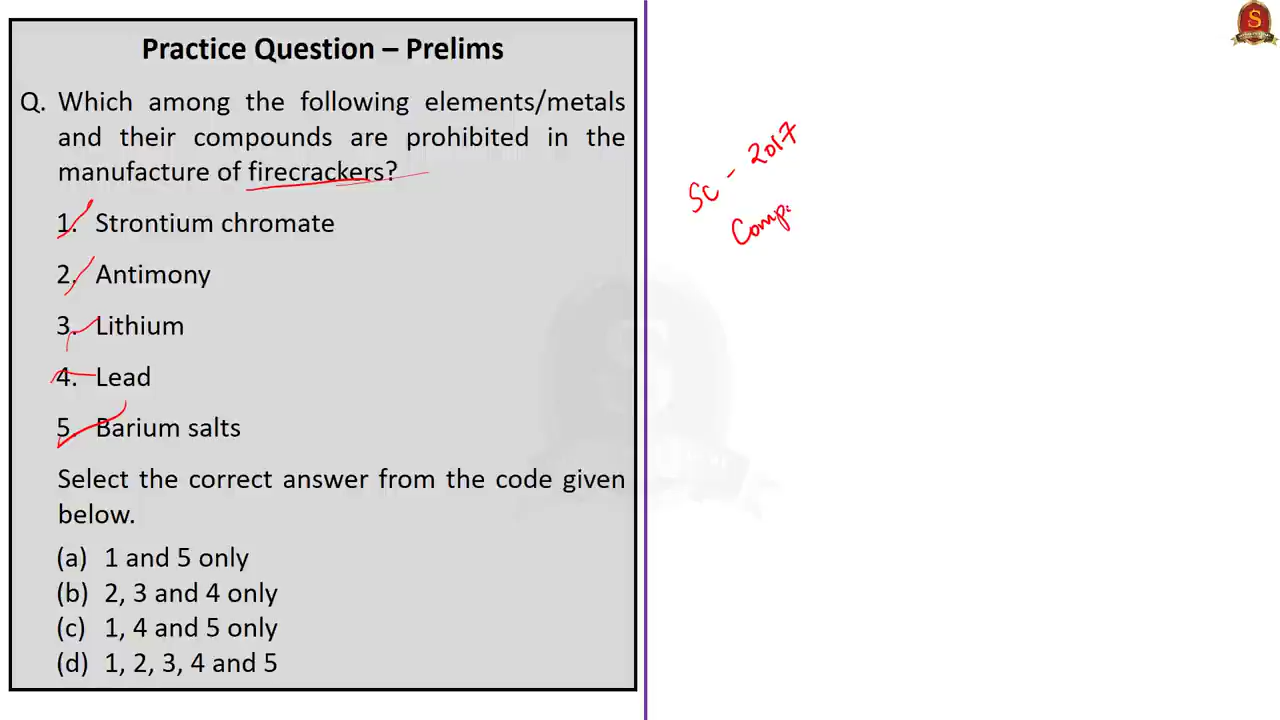 Practice Question – Prelims
Q. Which among the following elements/metals
and their compounds are prohibited in the
manufacture of firecrackers?
1. Strontium chromate
2. Antimony
3. Lithium
4. Lead
5. Barium salts
Select the correct answer from the code given
below.
(a) 1 and 5 only
(b) 2, 3 and 4 only
(c) 1, 4 and 5 only
(d) 1, 2, 3, 4 and 5
SC - 2017
Comp
S